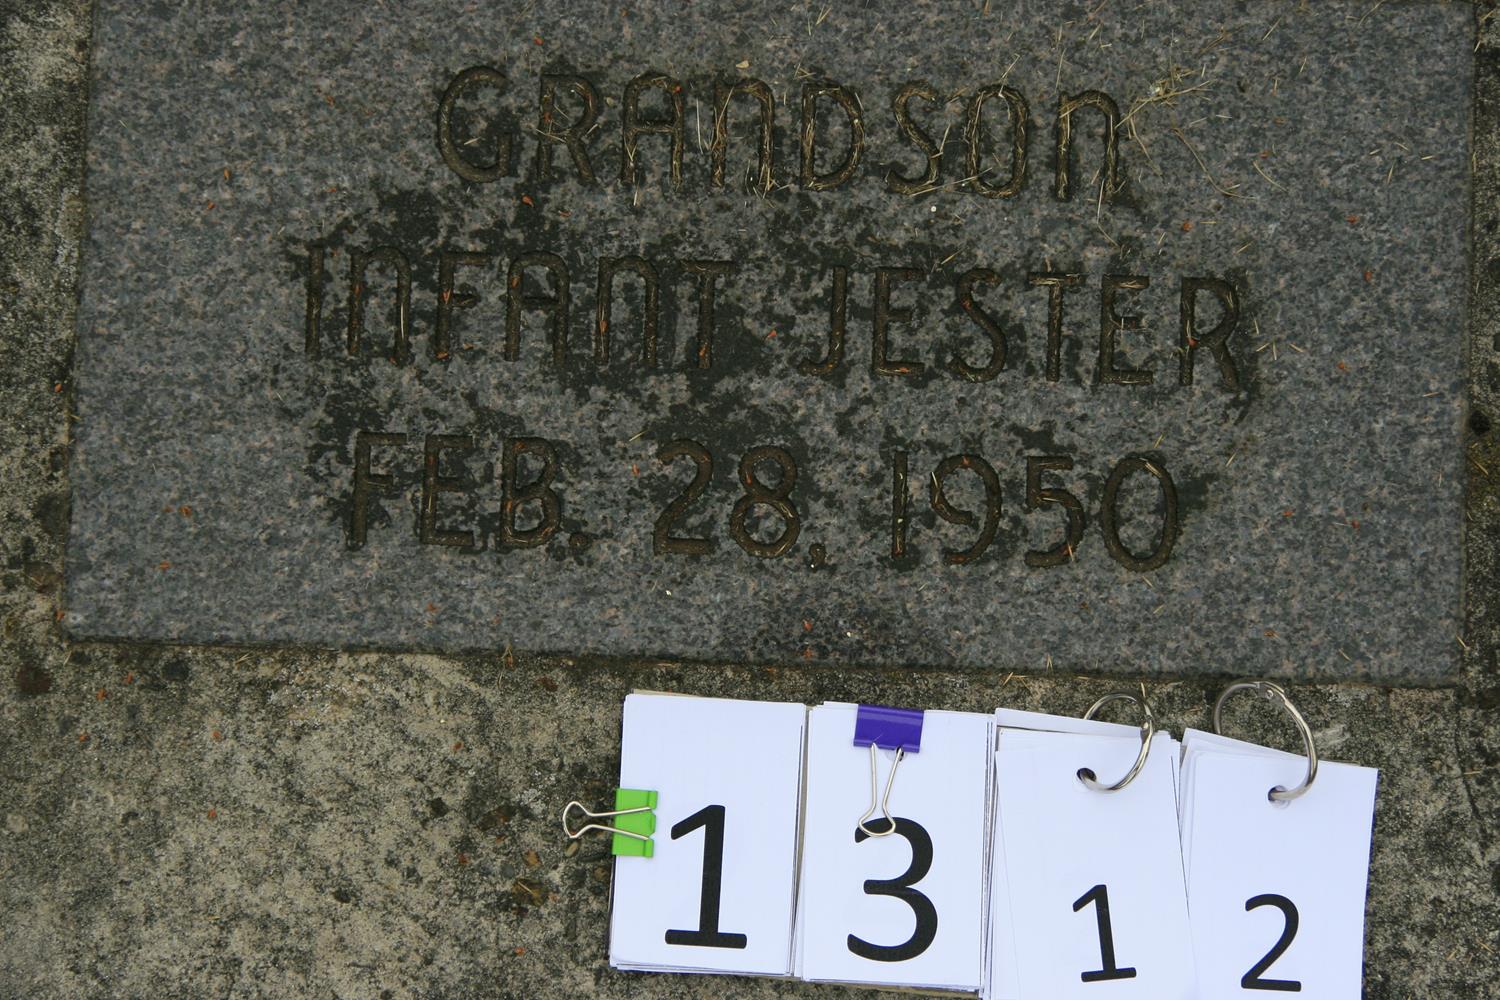 GRANDSON
INFANT JESTER
FEB. 28, 1950
1 3 1 2